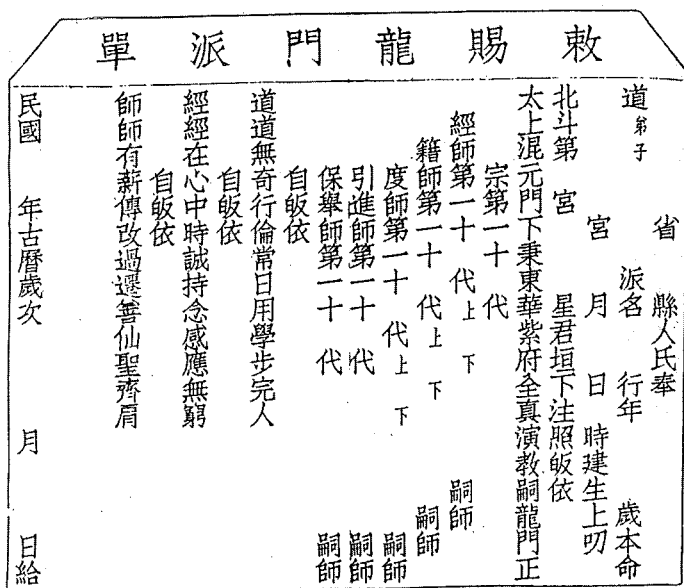 敕賜龍門派單
省 縣人氏奉
道弟子 派名 行年 歲本命
宮 月 日 時建生上叨
北斗第 宮 星君垣下注照皈依
太上混元門下秉東華紫府全真演教嗣龍門正
宗第一十 代
經師第一十 代上 下 嗣師
籍師第一十 代上 下 嗣師
度師第一十 代上 下 嗣師
引進師第一十 代 嗣師
保舉師第一十 代 嗣師
自皈依
道道無奇行倫常日用學步完人
自皈依
經經在心中時誠持念感應無窮
自皈依
師師有薪傳改過遷善仙聖齊肩
民國 年古曆歲次 月 日給